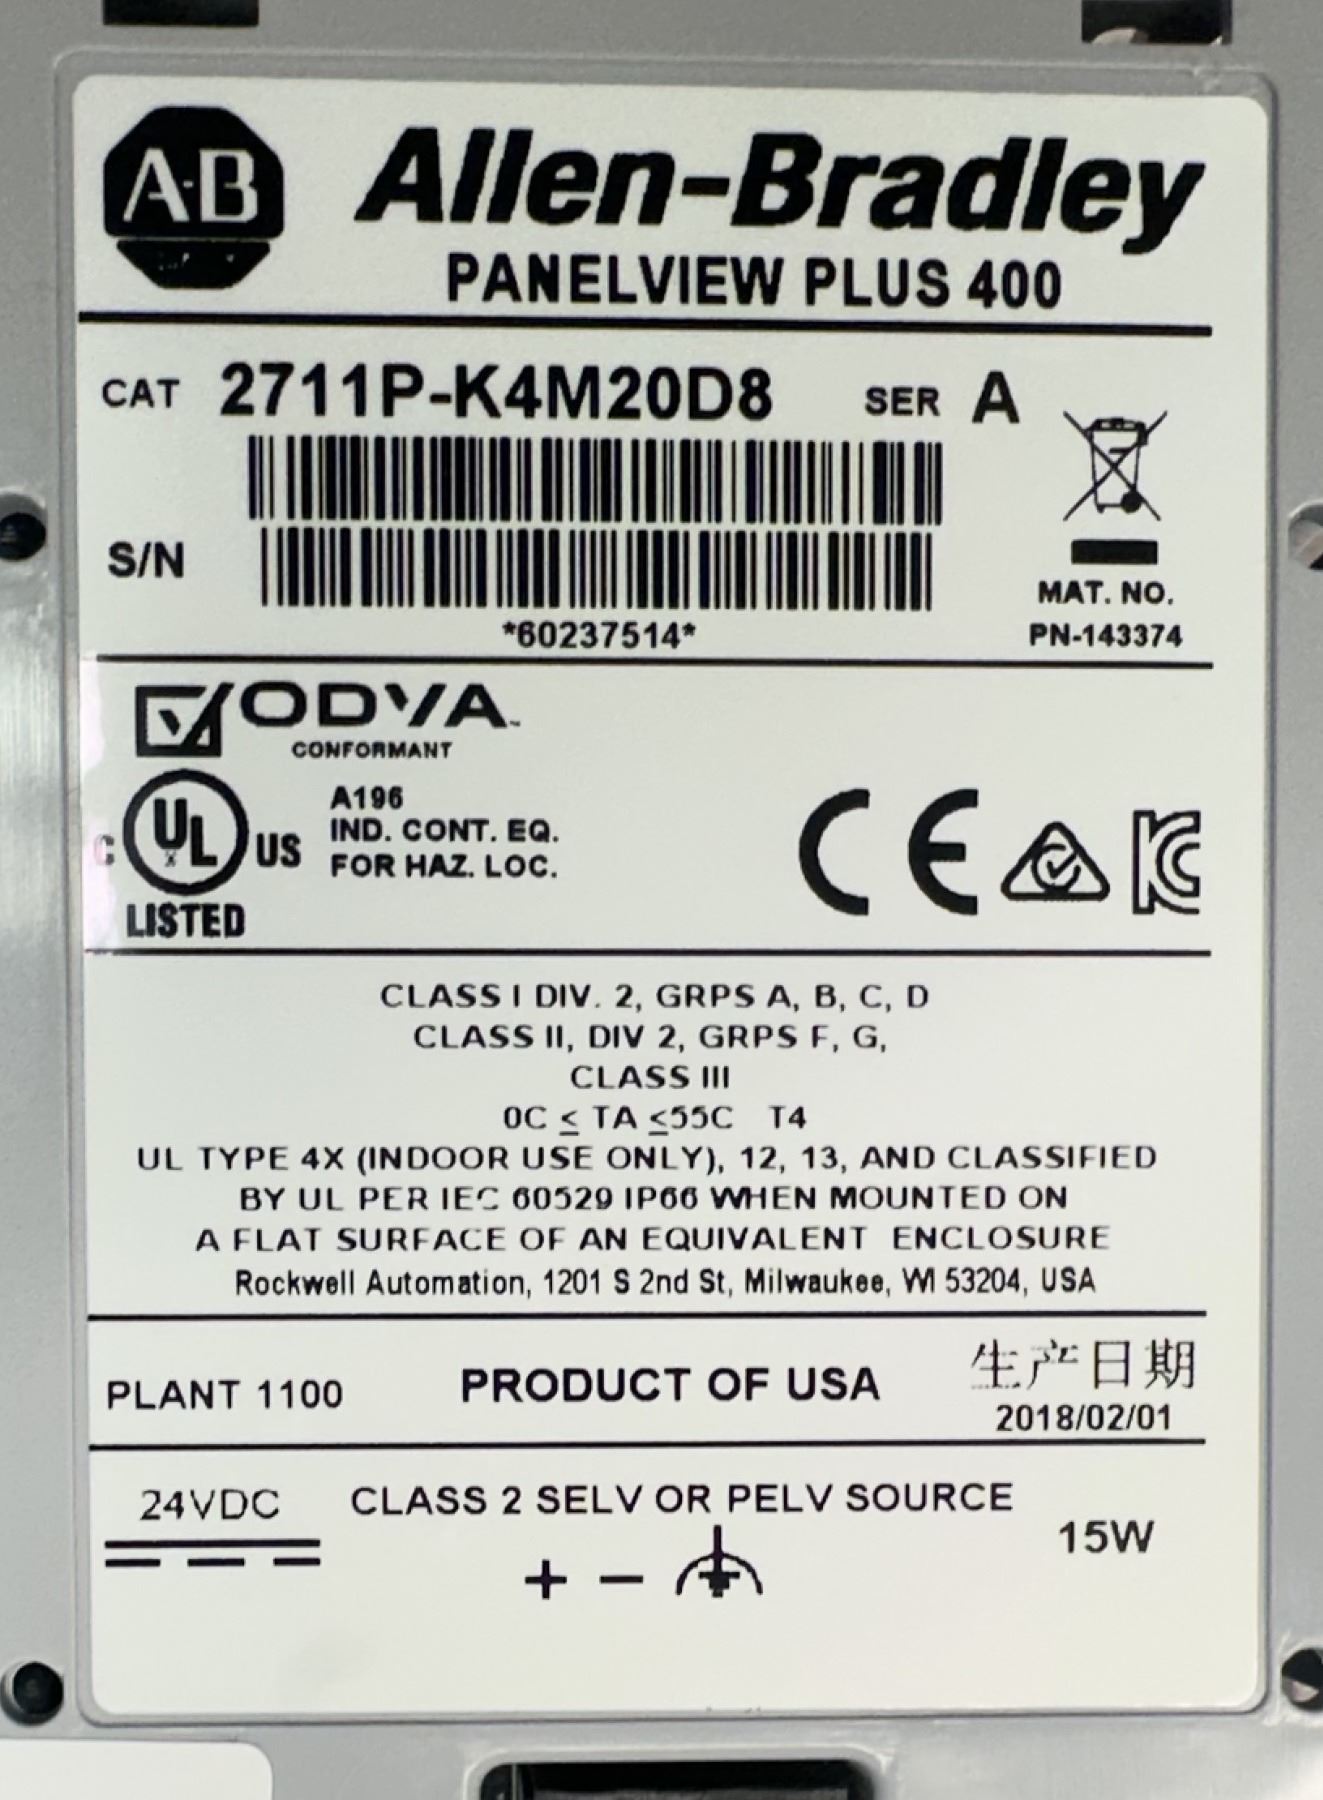 A·B
Allen-Bradley
PANELVIEW PLUS 400
CAT 2711P-K4M20D8 SER A
S/N
*60237514*
MAT. NO.
PN-143374
ODVA™
CONFORMANT
C UL US
LISTED
A196
IND. CONT. EQ.
FOR HAZ. LOC.
CE
KC
CLASS I DIV. 2, GRPS A, B, C, D
CLASS II, DIV 2, GRPS F, G,
CLASS III
0C ≤ TA ≤55C T4
UL TYPE 4X (INDOOR USE ONLY), 12, 13, AND CLASSIFIED
BY UL PER IEC 60529 IP66 WHEN MOUNTED ON
A FLAT SURFACE OF AN EQUIVALENT ENCLOSURE
Rockwell Automation, 1201 S 2nd St, Milwaukee, WI 53204, USA
PLANT 1100
PRODUCT OF USA
生产日期
2018/02/01
24VDC
CLASS 2 SELV OR PELV SOURCE
+ −
15W